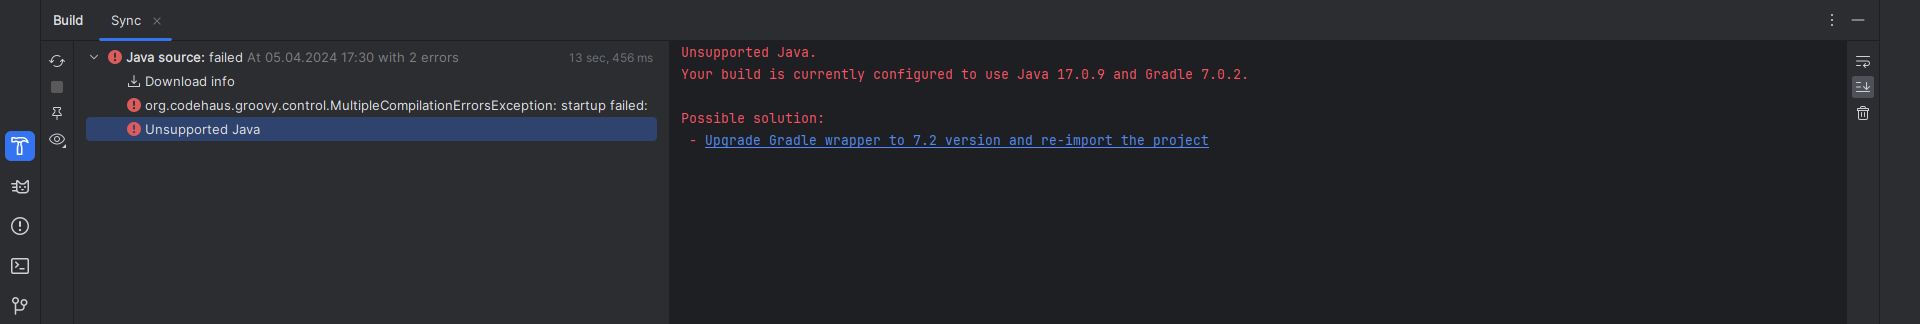 Build Sync
Java source: failed At 05.04.2024 17:30 with 2 errors 13 sec, 456 ms
Download info
org.codehaus.groovy.control.MultipleCompilationErrorsException: startup failed:
Unsupported Java
Unsupported Java.
Your build is currently configured to use Java 17.0.9 and Gradle 7.0.2.
Possible solution:
- Upgrade Gradle wrapper to 7.2 version and re-import the project